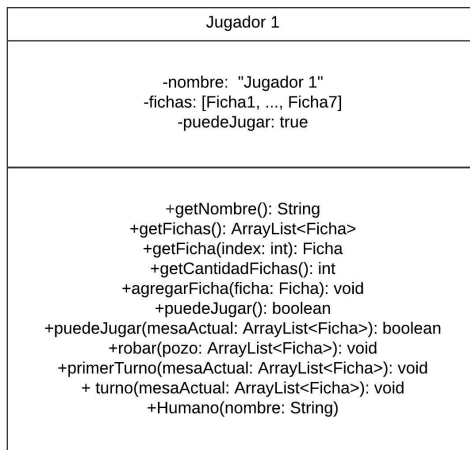 Jugador 1
-nombre: "Jugador 1"
-fichas: [Ficha1, ..., Ficha7]
-puedeJugar: true
+getNombre(): String
+getFichas(): ArrayList<Ficha>
+getFicha(index: int): Ficha
+getCantidadFichas(): int
+agregarFicha(ficha: Ficha): void
+puedeJugar(): boolean
+puedeJugar(mesaActual: ArrayList<Ficha>): boolean
+robar(pozo: ArrayList<Ficha>): void
+primerTurno(mesaActual: ArrayList<Ficha>): void
+ turno(mesaActual: ArrayList<Ficha>): void
+Humano(nombre: String)